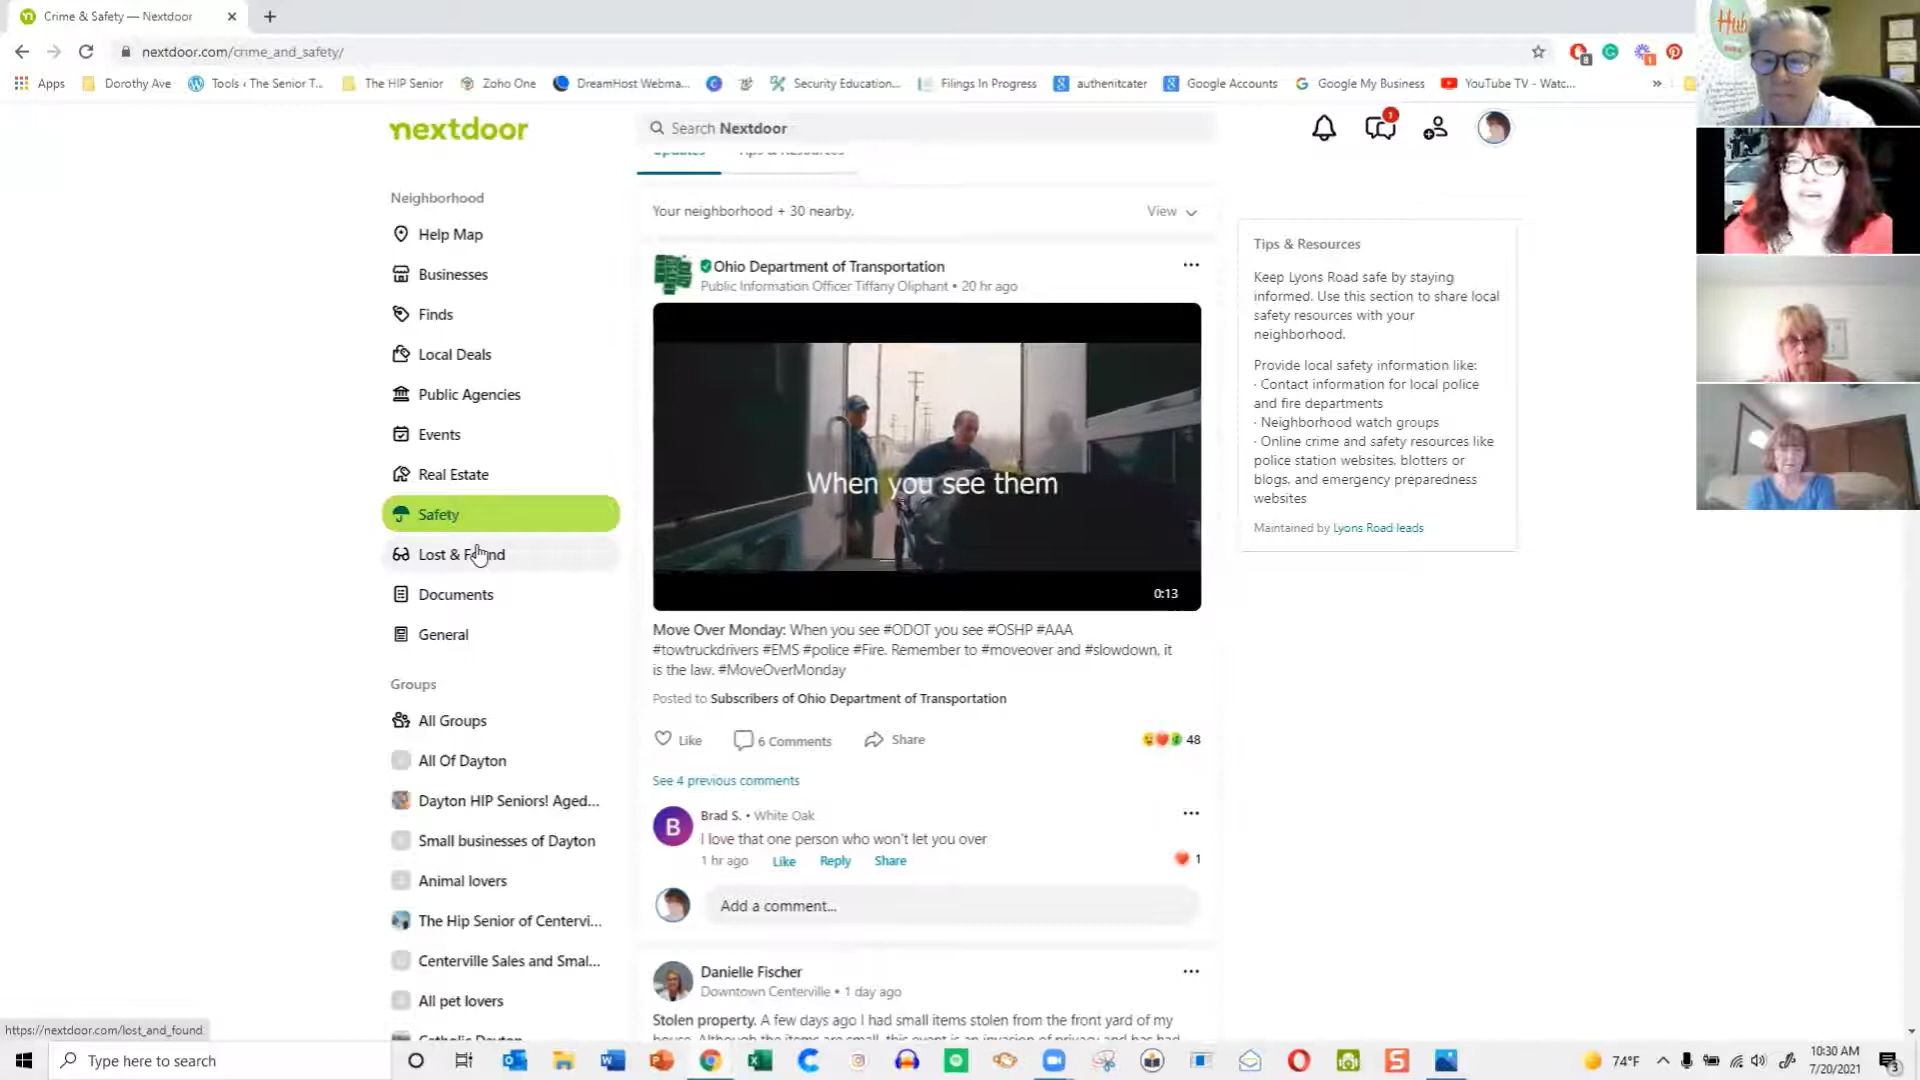 Crime & Safety — Nextdoor
nextdoor.com/crime_and_safety/
Apps
Dorothy Ave
Tools ‹ The Senior T...
The HIP Senior
Zoho One
DreamHost Webma...
Security Education...
Filings In Progress
authenitcater
Google Accounts
Google My Business
YouTube TV - Watc...
»
Hub
nextdoor
Search Nextdoor
1
Updates
Tips & Resources
Neighborhood
Help Map
Businesses
Finds
Local Deals
Public Agencies
Events
Real Estate
Safety
Lost & Found
Documents
General
Groups
All Groups
All Of Dayton
Dayton HIP Seniors! Aged...
Small businesses of Dayton
Animal lovers
The Hip Senior of Centervi...
Centerville Sales and Smal...
All pet lovers
Catholic Dayton
Your neighborhood + 30 nearby.
View
Ohio Department of Transportation
Public Information Officer Tiffany Oliphant • 20 hr ago
When you see them
0:13
Move Over Monday: When you see #ODOT you see #OSHP #AAA
#towtruckdrivers #EMS #police #Fire. Remember to #moveover and #slowdown, it
is the law. #MoveOverMonday
Posted to Subscribers of Ohio Department of Transportation
Like
6 Comments
Share
48
See 4 previous comments
B
Brad S. • White Oak
I love that one person who won't let you over
1 hr ago
Like
Reply
Share
1
Add a comment...
Danielle Fischer
Downtown Centerville • 1 day ago
Stolen property. A few days ago I had small items stolen from the front yard of my
Tips & Resources
Keep Lyons Road safe by staying
informed. Use this section to share local
safety resources with your
neighborhood.
Provide local safety information like:
· Contact information for local police
and fire departments
· Neighborhood watch groups
· Online crime and safety resources like
police station websites, blotters or
blogs, and emergency preparedness
websites
Maintained by Lyons Road leads
https://nextdoor.com/lost_and_found
Type here to search
74°F
10:30 AM
7/20/2021
3